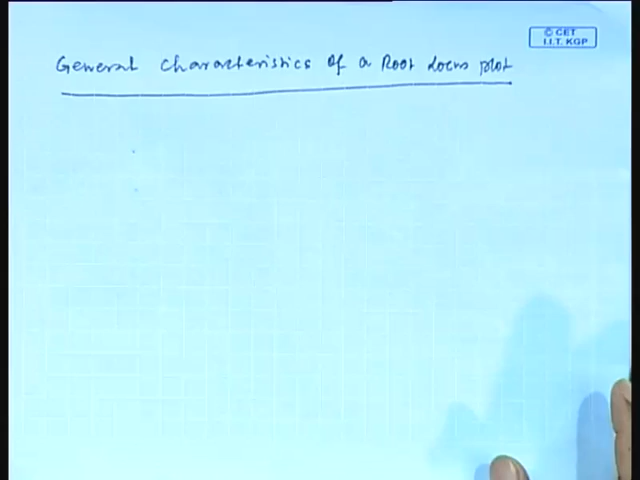 © CET
I.I.T. KGP
General characteristics of a Root Locus plot